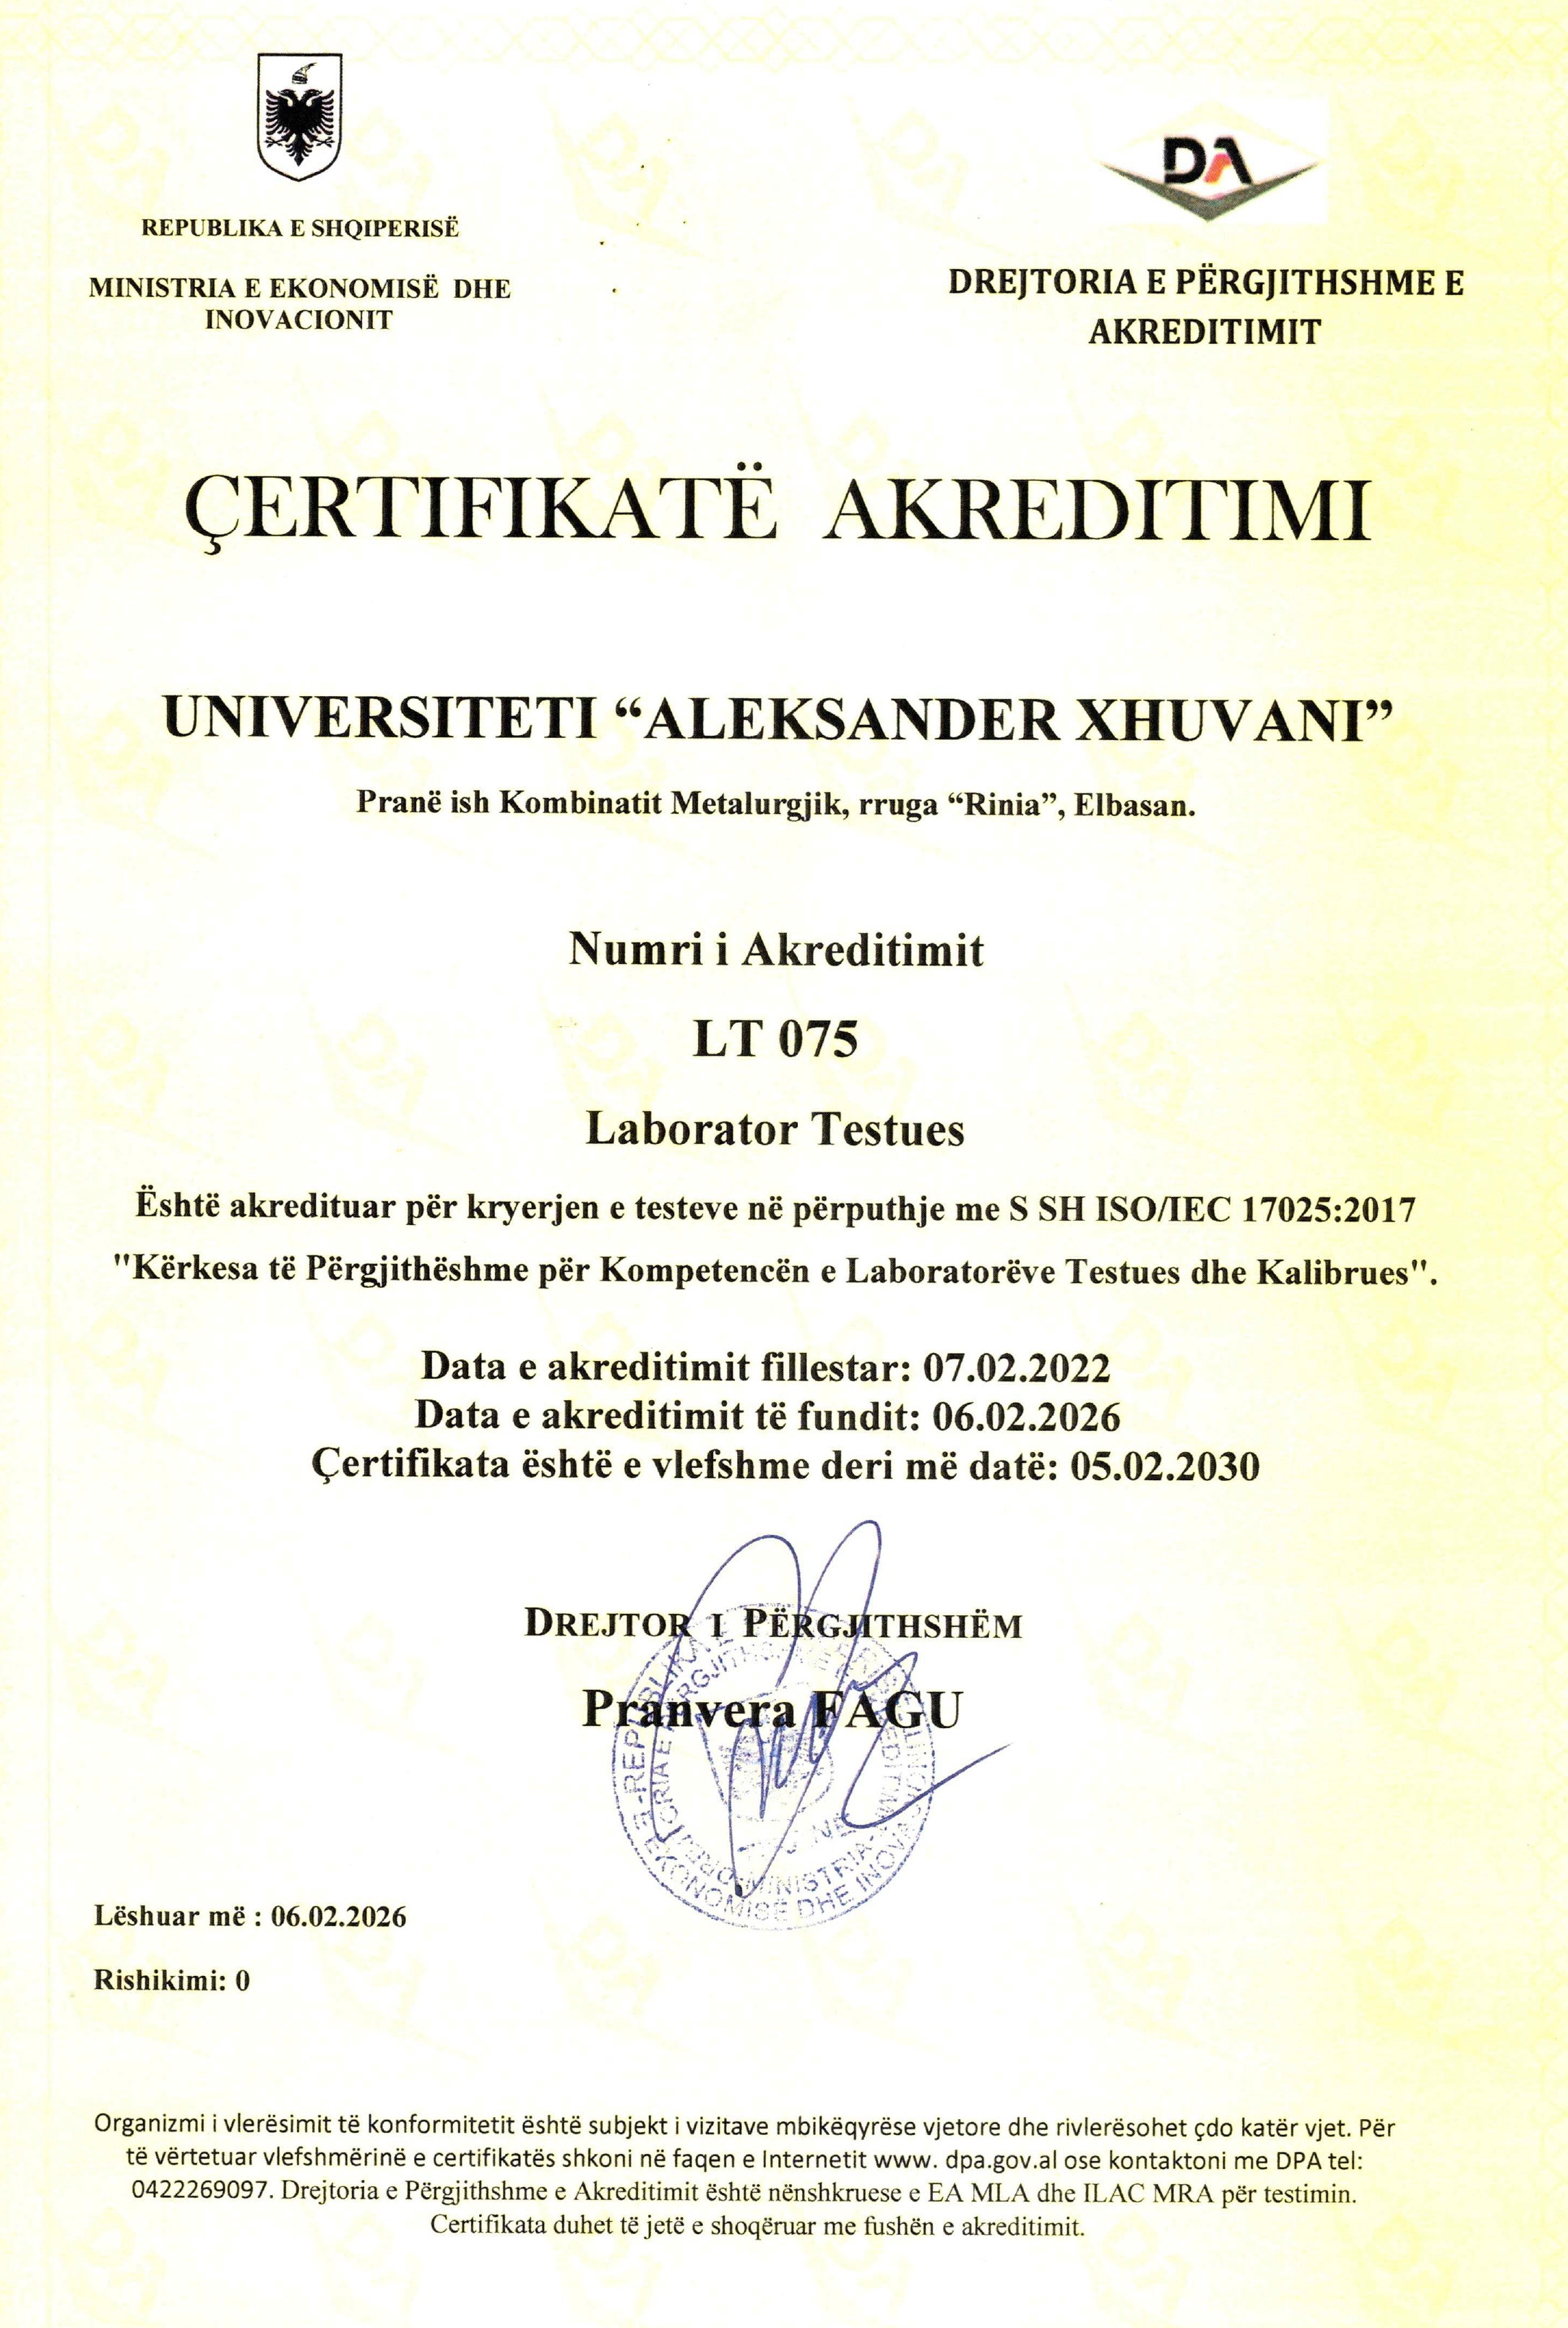 REPUBLIKA E SHQIPERISË
MINISTRIA E EKONOMISË DHE
INOVACIONIT
DA
DREJTORIA E PËRGJITHSHME E
AKREDITIMIT
ÇERTIFIKATË AKREDITIMI
UNIVERSITETI “ALEKSANDER XHUVANI”
Pranë ish Kombinatit Metalurgjik, rruga “Rinia”, Elbasan.
Numri i Akreditimit
LT 075
Laborator Testues
Është akredituar për kryerjen e testeve në përputhje me S SH ISO/IEC 17025:2017
"Kërkesa të Përgjithëshme për Kompetencën e Laboratorëve Testues dhe Kalibrues".
Data e akreditimit fillestar: 07.02.2022
Data e akreditimit të fundit: 06.02.2026
Çertifikata është e vlefshme deri më datë: 05.02.2030
DREJTOR I PËRGJITHSHËM
Pranvera FAGU
MINISTRIA
EKONOMISË DHE
Lëshuar më : 06.02.2026
Rishikimi: 0
Organizmi i vlerësimit të konformitetit është subjekt i vizitave mbikëqyrëse vjetore dhe rivlerësohet çdo katër vjet. Për
të vërtetuar vlefshmërinë e certifikatës shkoni në faqen e Internetit www. dpa.gov.al ose kontaktoni me DPA tel:
0422269097. Drejtoria e Përgjithshme e Akreditimit është nënshkruese e EA MLA dhe ILAC MRA për testimin.
Certifikata duhet të jetë e shoqëruar me fushën e akreditimit.